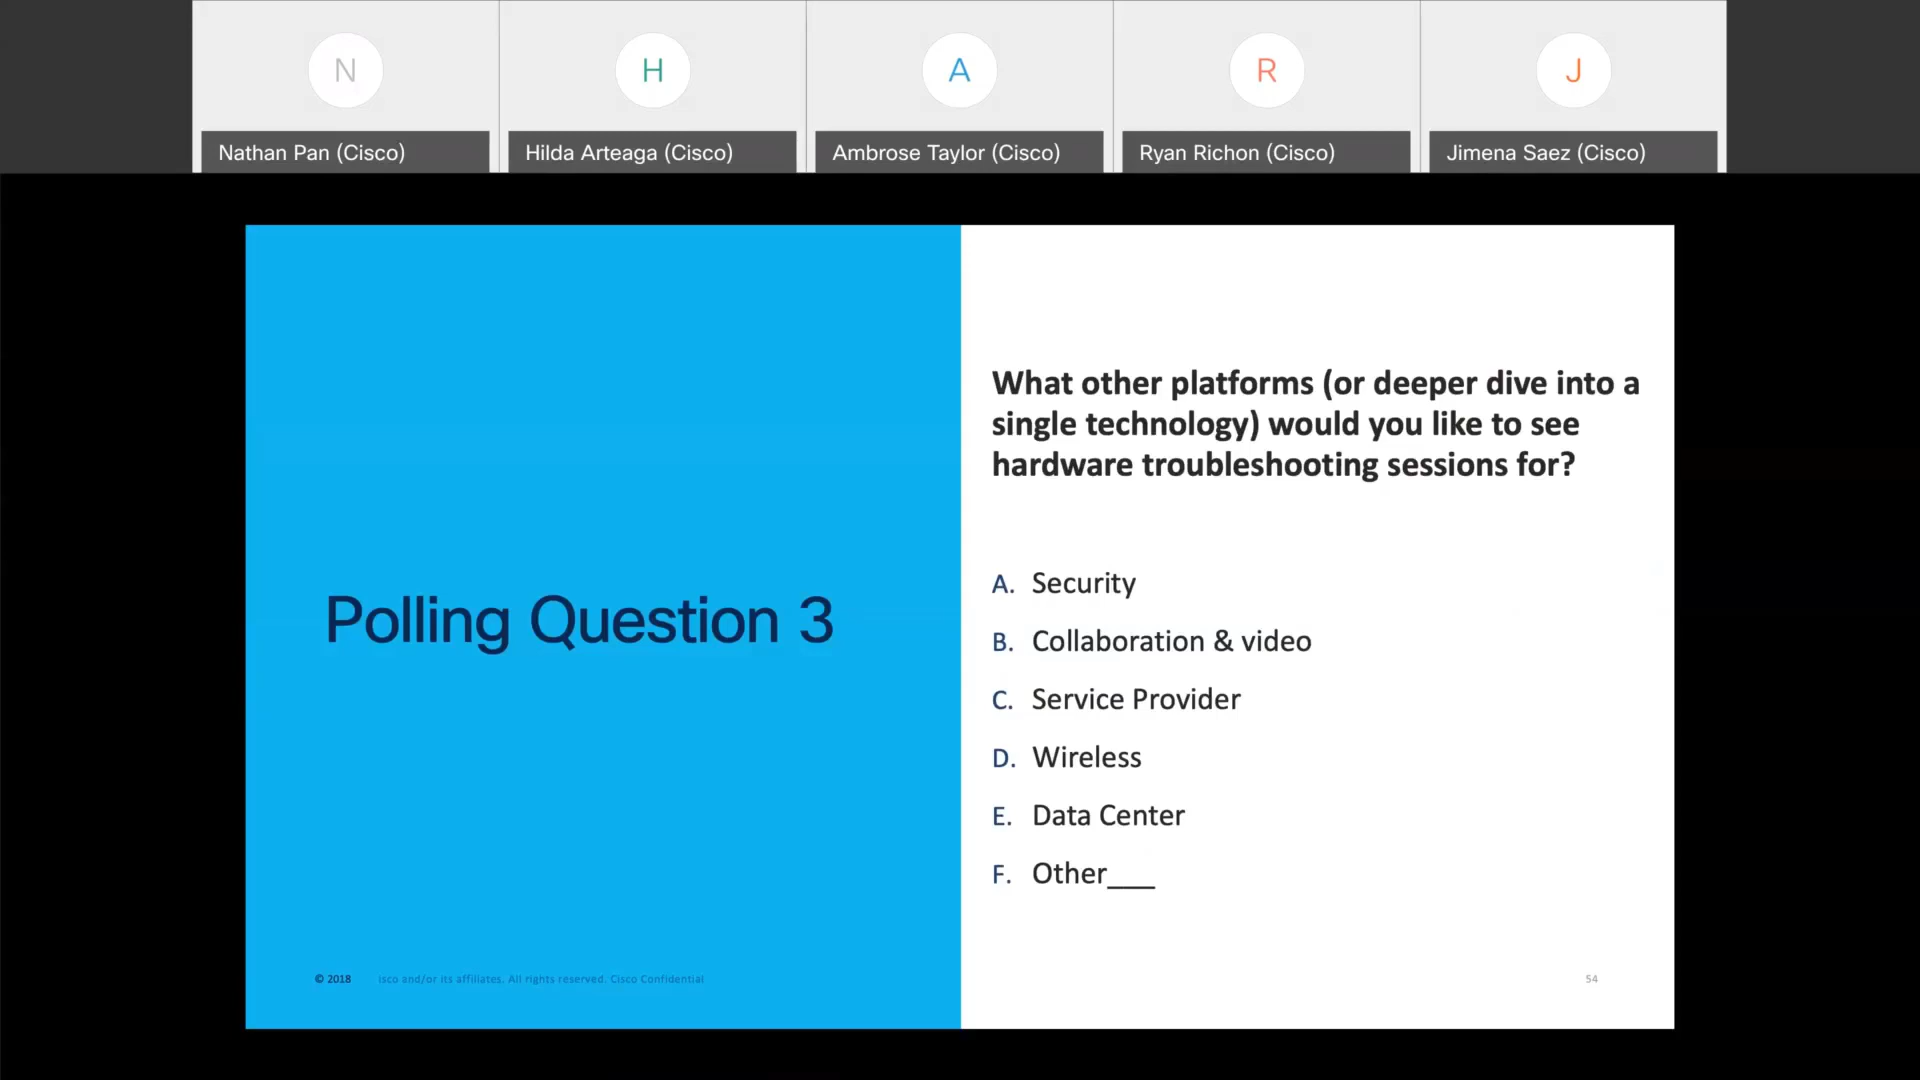 N
H
A
R
J
Nathan Pan (Cisco)
Hilda Arteaga (Cisco)
Ambrose Taylor (Cisco)
Ryan Richon (Cisco)
Jimena Saez (Cisco)
Polling Question 3
What other platforms (or deeper dive into a
single technology) would you like to see
hardware troubleshooting sessions for?
A. Security
B. Collaboration & video
C. Service Provider
D. Wireless
E. Data Center
F. Other___
© 2018 isco and/or its affiliates. All rights reserved. Cisco Confidential
54